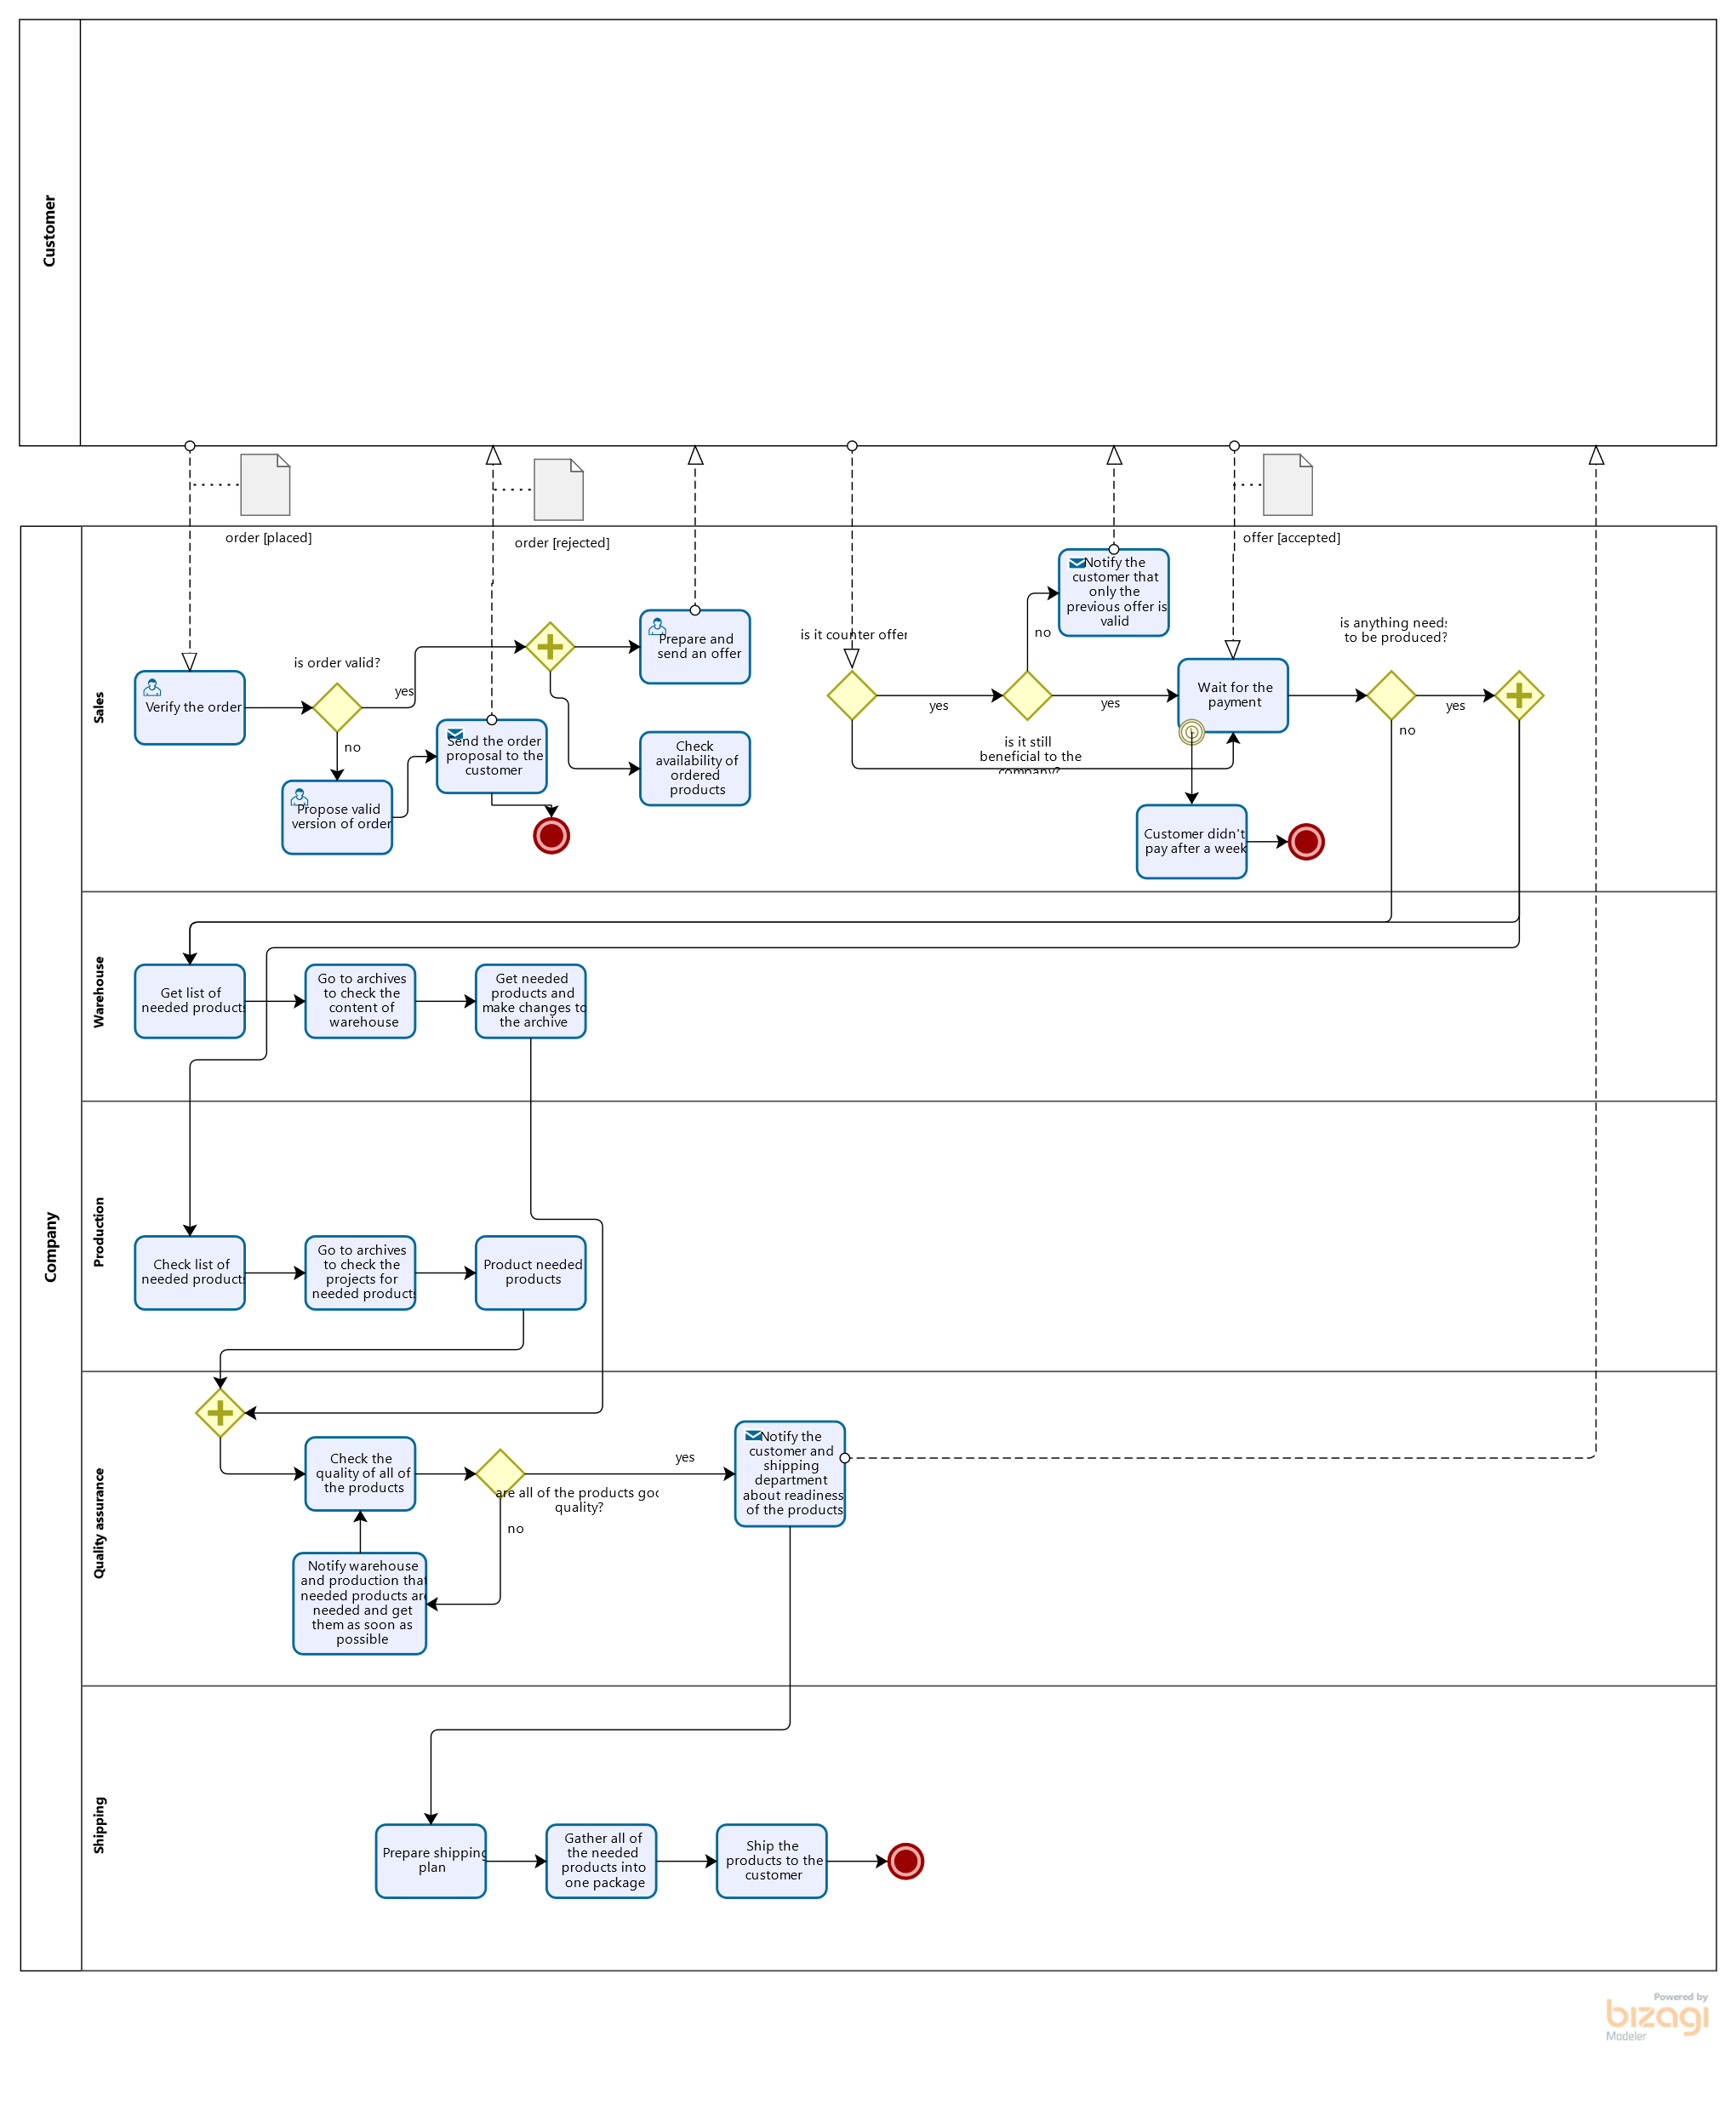 Customer
order [placed]
order [rejected]
offer [accepted]
Company
Sales
Verify the order
is order valid?
yes
no
Propose valid
version of order
Send the order
proposal to the
customer
Prepare and
send an offer
Check
availability of
ordered
products
is it counter offer
yes
is it still
beneficial to the
company?
no
yes
Notify the
customer that
only the
previous offer is
valid
Wait for the
payment
Customer didn't
pay after a week
is anything needs
to be produced?
yes
no
Warehouse
Get list of
needed products
Go to archives
to check the
content of
warehouse
Get needed
products and
make changes to
the archive
Production
Check list of
needed products
Go to archives
to check the
projects for
needed products
Product needed
products
Quality assurance
Check the
quality of all of
the products
are all of the products goo
quality?
yes
no
Notify warehouse
and production that
needed products are
needed and get
them as soon as
possible
Notify the
customer and
shipping
department
about readiness
of the products
Shipping
Prepare shipping
plan
Gather all of
the needed
products into
one package
Ship the
products to the
customer
Powered by
bizagi
Modeler